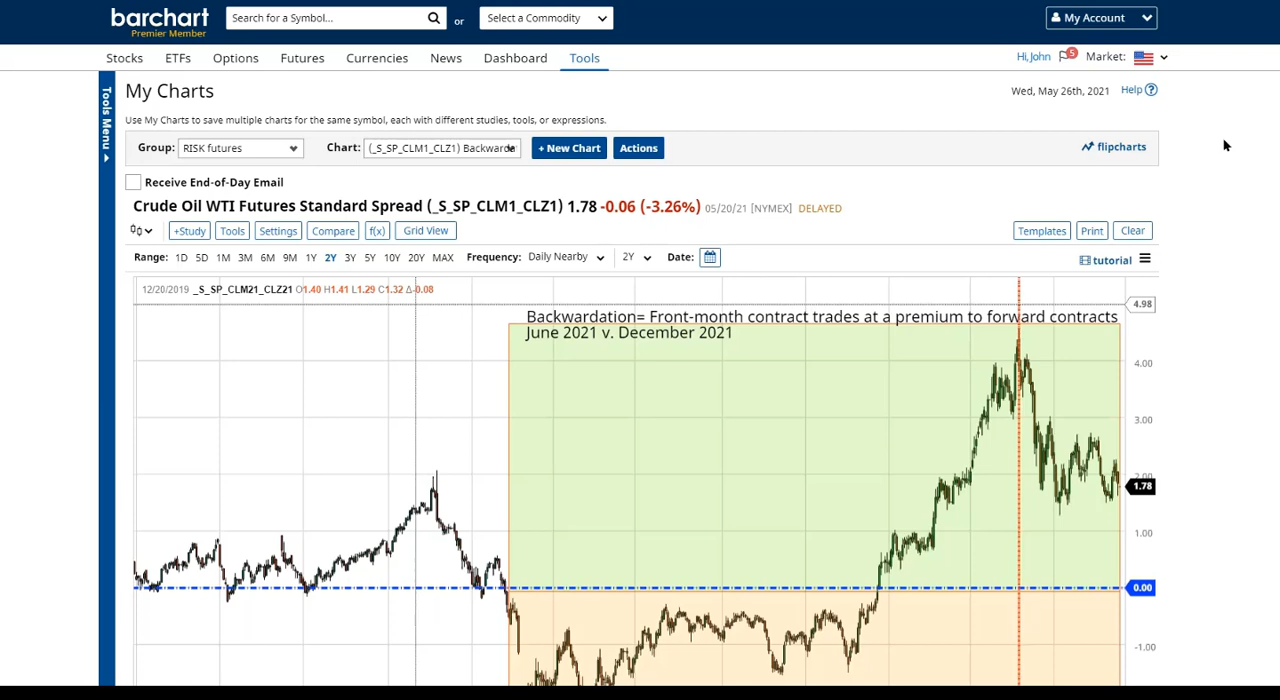 barchart
Premier Member
Search for a Symbol...
or
Select a Commodity
My Account
Stocks ETFs Options Futures Currencies News Dashboard Tools
Hi, John 5 Market:
Tools Menu
My Charts
Wed, May 26th, 2021 Help ?
Use My Charts to save multiple charts for the same symbol, each with different studies, tools, or expressions.
Group: RISK futures Chart: (_S_SP_CLM1_CLZ1) Backwarda + New Chart Actions flipcharts
Receive End-of-Day Email
Crude Oil WTI Futures Standard Spread (_S_SP_CLM1_CLZ1) 1.78 -0.06 (-3.26%) 05/20/21 [NYMEX] DELAYED
+Study Tools Settings Compare f(x) Grid View Templates Print Clear
Range: 1D 5D 1M 3M 6M 9M 1Y 2Y 3Y 5Y 10Y 20Y MAX Frequency: Daily Nearby 2Y Date: tutorial
12/20/2019 _S_SP_CLM21_CLZ21 O1.40 H1.41 L1.29 C1.32 Δ-0.08
4.98
Backwardation= Front-month contract trades at a premium to forward contracts
June 2021 v. December 2021
4.00
3.00
2.00
1.78
1.00
0.00
-1.00